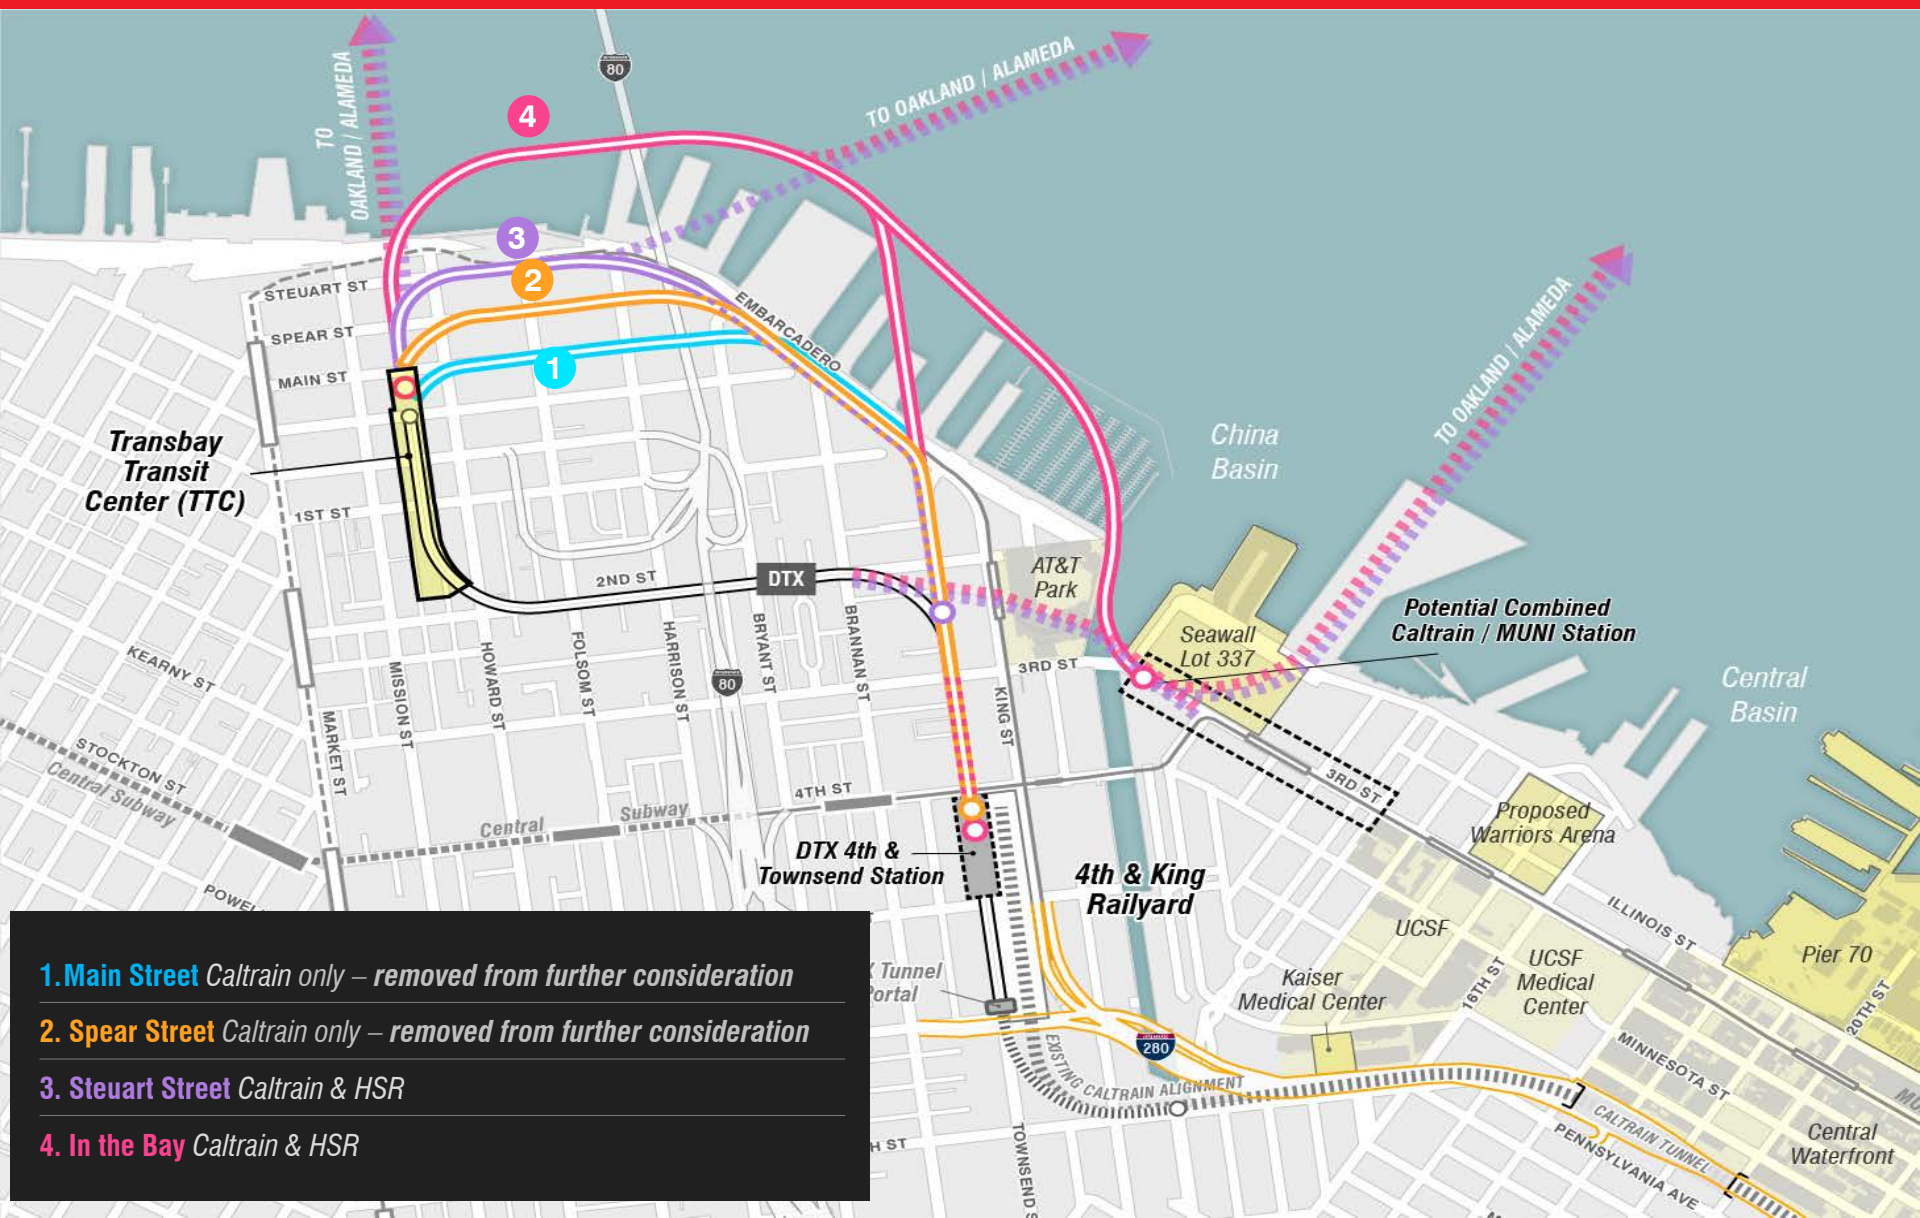 TO
OAKLAND / ALAMEDA
80
TO OAKLAND / ALAMEDA
4
3
2
1
STEUART ST
SPEAR ST
MAIN ST
EMBARCADERO
TO OAKLAND / ALAMEDA
China
Basin
Transbay
Transit
Center (TTC)
1ST ST
2ND ST
DTX
AT&T
Park
Seawall
Lot 337
Potential Combined
Caltrain / MUNI Station
3RD ST
KEARNY ST
MARKET ST
MISSION ST
HOWARD ST
FOLSOM ST
HARRISON ST
80
BRYANT ST
BRANNAN ST
KING ST
Central
Basin
STOCKTON ST
Central Subway
4TH ST
Central
Subway
3RD ST
Proposed
Warriors Arena
DTX 4th &
Townsend Station
4th & King
Railyard
ILLINOIS ST
UCSF
UCSF
Medical
Center
16TH ST
Pier 70
20TH ST
Kaiser
Medical Center
Tunnel
Portal
280
EXISTING CALTRAIN ALIGNMENT
MINNESOTA ST
CALTRAIN TUNNEL
PENNSYLVANIA AVE
Central
Waterfront
H ST
TOWNSEND S
1. Main Street Caltrain only – removed from further consideration
2. Spear Street Caltrain only – removed from further consideration
3. Steuart Street Caltrain & HSR
4. In the Bay Caltrain & HSR